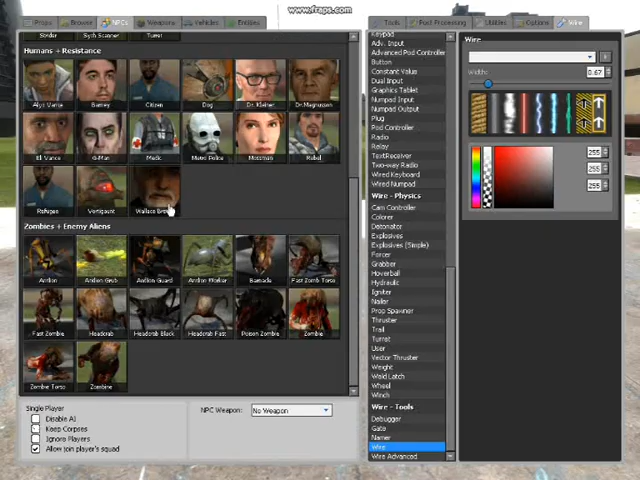 www.fraps.com
Props
Browse
NPCs
Weapons
Vehicles
Entities
Tools
Post Processing
Utilities
Options
Wire
Strider
Syth Scanner
Turret
Humans + Resistance
Alyx Vance
Barney
Citizen
Dog
Dr. Kleiner
Dr. Magnusson
Eli Vance
G-Man
Medic
Metro Police
Mossman
Rebel
Refugee
Vortigaunt
Wallace Bre
Zombies + Enemy Aliens
Antlion
Antlion Grub
Antlion Guard
Antlion Worker
Barnacle
Fast Zomb Torso
Fast Zombie
Headcrab
Headcrab Black
Headcrab Fast
Poison Zombie
Zombie
Zombie Torso
Zombine
Single Player
Disable AI
Keep Corpses
Ignore Players
Allow join player's squad
NPC Weapon:
No Weapon
Keypad
Adv. Input
Adv. Pod Controller
Button
Constant Value
Dual Input
Graphics Tablet
Numpad Input
Numpad Output
Plug
Pod Controller
Radio
Relay
TextReceiver
Two-way Radio
Wired Keyboard
Wired Numpad
Wire - Physics
Cam Controller
Colorer
Detonator
Explosives
Explosives (Simple)
Forcer
Grabber
Hoverball
Hydraulic
Igniter
Nailer
Prop Spawner
Thruster
Trail
Turret
User
Vector Thruster
Weight
Weld Latch
Wheel
Winch
Wire - Tools
Debugger
Gate
Namer
Wire
Wire Advanced
Wire
Width:
0.67
255
255
255